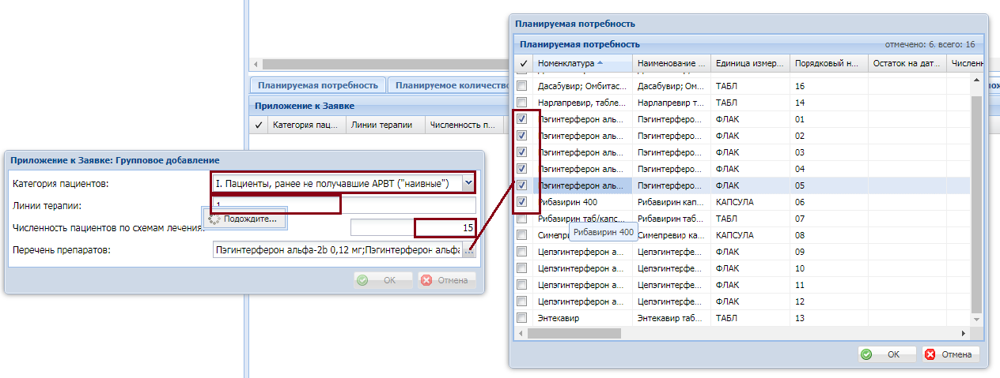 Планируемая потребность
Планируемая потребность отмечено: 6, всего: 16
Номенклатура Наименование ... Единица измер... Порядковый н... Остаток на дат... Численн
Дасабувир; Омбитас... Дасабувир; Ом... ТАБЛ 16
Нарлапревир, табле... Нарлапревир т... ТАБЛ 14
Пэгинтерферон аль... Пэгинтерферо... ФЛАК 01
Пэгинтерферон аль... Пэгинтерферо... ФЛАК 02
Пэгинтерферон аль... Пэгинтерферо... ФЛАК 03
Пэгинтерферон аль... Пэгинтерферо... ФЛАК 04
Пэгинтерферон аль... Пэгинтерферо... ФЛАК 05
Рибавирин 400 Рибавирин кап... КАПСУЛА 06
Рибавирин таб/капс... Рибавирин таб... ТАБЛ 07
Симепре Симепревир ка... КАПСУЛА 08
Рибавирин 400
Цепэгинтерферон а... Цепэгинтерфе... ФЛАК 09
Цепэгинтерферон а... Цепэгинтерфе... ФЛАК 10
Цепэгинтерферон а... Цепэгинтерфе... ФЛАК 11
Цепэгинтерферон а... Цепэгинтерфе... ФЛАК 12
Энтекавир Энтекавир таб... ТАБЛ 13
OK Отмена
Планируемая потребность Планируемое количество
Приложение к Заявке
Категория пац... Линии терапии Численность п...
Приложение к Заявке: Групповое добавление
Категория пациентов: I. Пациенты, ранее не получавшие АРВТ ("наивные")
Линии терапии: 1
Подождите...
Численность пациентов по схемам лечения: 15
Перечень препаратов: Пэгинтерферон альфа-2b 0,12 мг;Пэгинтерферон альфа ...
OK Отмена